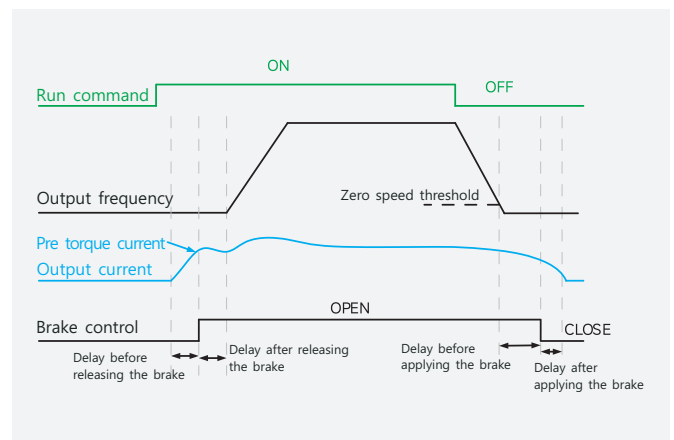 ON
OFF
Run command
Zero speed threshold
Output frequency
Pre torque current
Output current
OPEN
Brake control
CLOSE
Delay before
releasing the brake
Delay after releasing
the brake
Delay before
applying the brake
Delay after
applying the brake